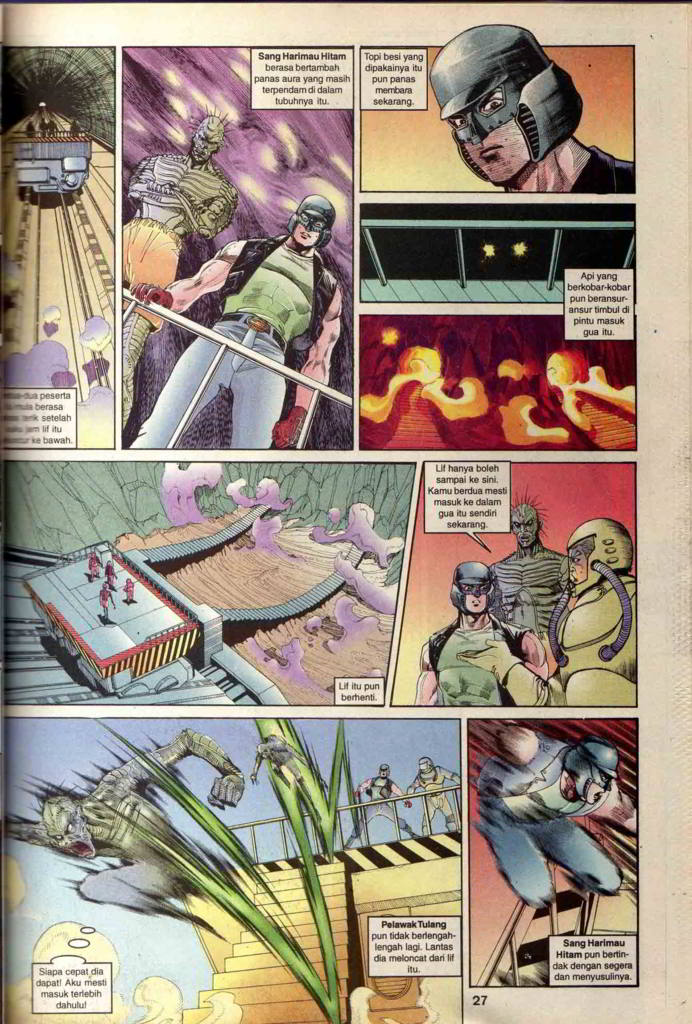 Sang Harimau Hitam
berasa bertambah
panas aura yang masih
terpendam di dalam
tubuhnya itu.
Topi besi yang
dipakainya itu
pun panas
membara
sekarang.
Api yang
berkobar-kobar
pun beransur-
ansur timbul di
pintu masuk
gua itu.
peserta
berasa
setelah
jam lif itu
ke bawah.
Lif itu pun
berhenti.
Lif hanya boleh
sampai ke sini.
Kamu berdua mesti
masuk ke dalam
gua itu sendiri
sekarang.
Siapa cepat dia
dapat! Aku mesti
masuk terlebih
dahulu!
Pelawak Tulang
pun tidak berlengah-
lengah lagi. Lantas
dia meloncat dari lif
itu.
Sang Harimau
Hitam pun bertin-
dak dengan segera
dan menyusulinya.
27